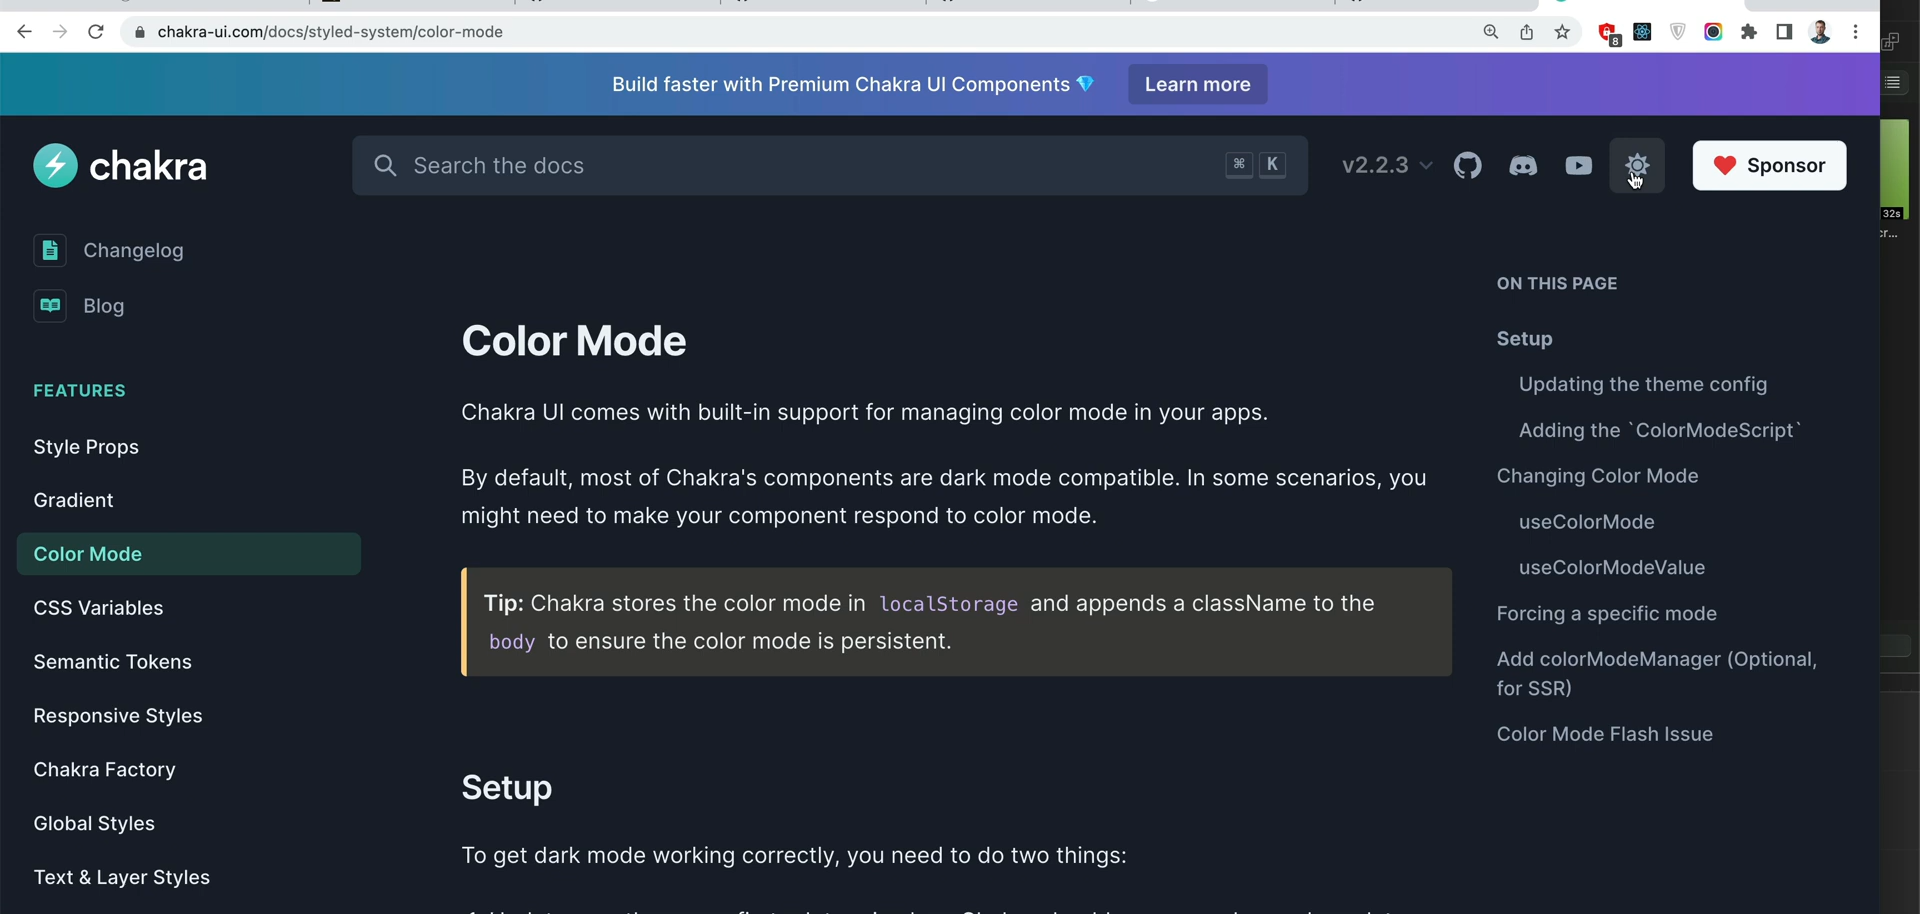 chakra-ui.com/docs/styled-system/color-mode
8
Build faster with Premium Chakra UI Components
Learn more
chakra
Search the docs
⌘ K
v2.2.3
Sponsor
32s
cr...
Changelog
Blog
FEATURES
Style Props
Gradient
Color Mode
CSS Variables
Semantic Tokens
Responsive Styles
Chakra Factory
Global Styles
Text & Layer Styles
Color Mode
Chakra UI comes with built-in support for managing color mode in your apps.
By default, most of Chakra's components are dark mode compatible. In some scenarios, you
might need to make your component respond to color mode.
Tip: Chakra stores the color mode in localStorage and appends a className to the
body to ensure the color mode is persistent.
Setup
To get dark mode working correctly, you need to do two things:
ON THIS PAGE
Setup
Updating the theme config
Adding the `ColorModeScript`
Changing Color Mode
useColorMode
useColorModeValue
Forcing a specific mode
Add colorModeManager (Optional,
for SSR)
Color Mode Flash Issue